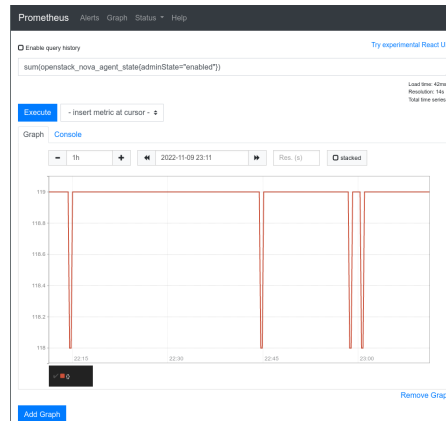 Prometheus Alerts Graph Status Help
Enable query history
Try experimental React U
sum(openstack_nova_agent_state{adminState="enabled"})
Load time: 42ms
Resolution: 14s
Total time series
Execute - insert metric at cursor -
Graph Console
1h 2022-11-09 23:11 Res. (s) stacked
119
118.8
118.6
118.4
118.2
118
22:15 22:30 22:45 23:00
{}
Remove Grap
Add Graph